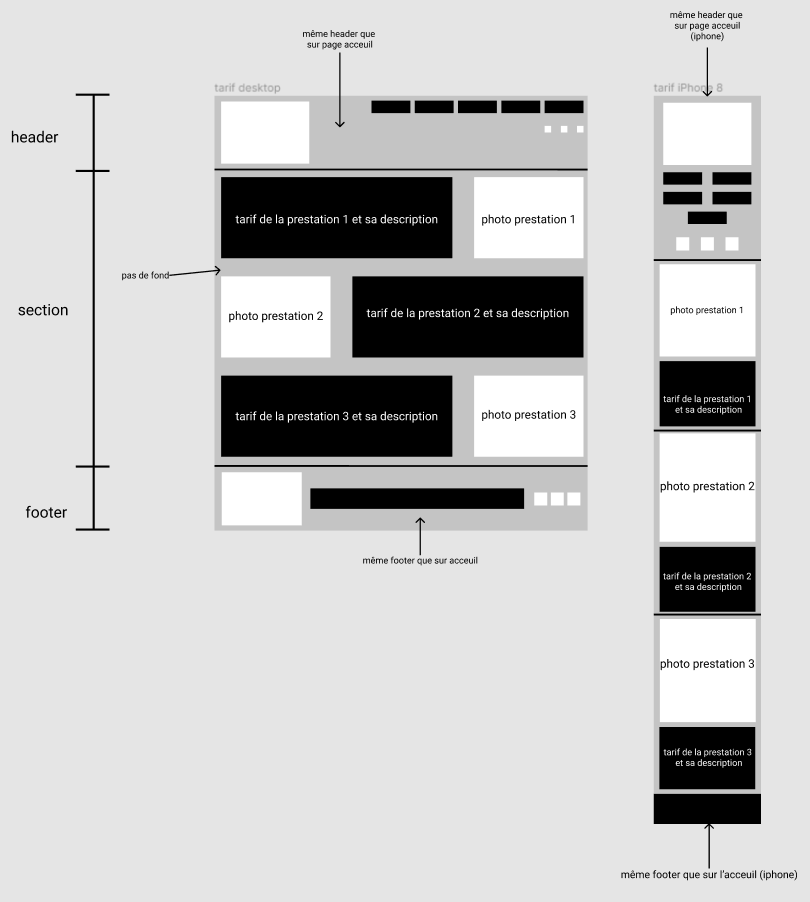 même header que
sur page acceuil
même header que
sur page acceuil
(iphone)
tarif desktop
tarif iPhone 8
header
tarif de la prestation 1 et sa description
photo prestation 1
pas de fond
section
photo prestation 2
tarif de la prestation 2 et sa description
tarif de la prestation 3 et sa description
photo prestation 3
footer
même footer que sur acceuil
photo prestation 1
tarif de la prestation 1
et sa description
photo prestation 2
tarif de la prestation 2
et sa description
photo prestation 3
tarif de la prestation 3
et sa description
même footer que sur l'acceuil (iphone)